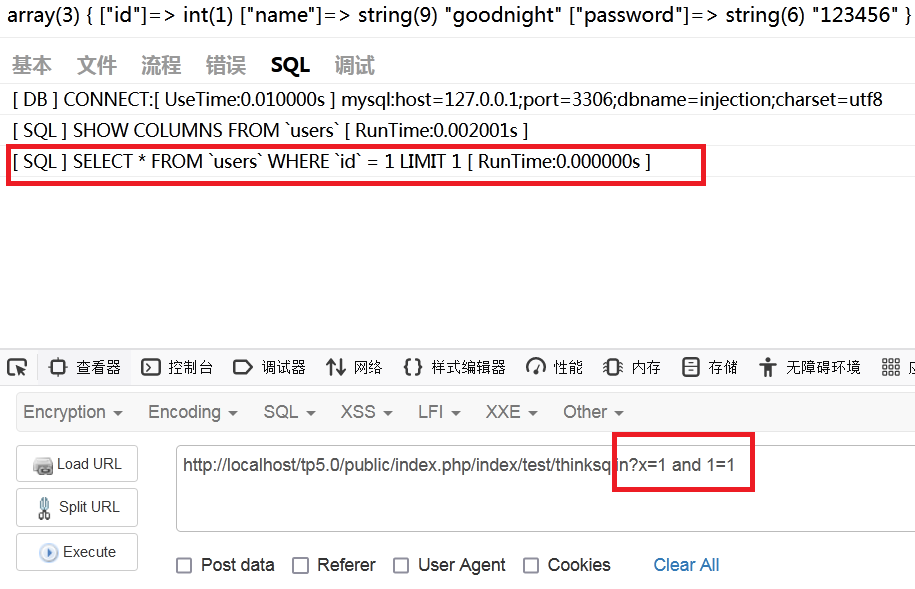 array(3) { ["id"]=> int(1) ["name"]=> string(9) "goodnight" ["password"]=> string(6) "123456" }
基本 文件 流程 错误 SQL 调试
[ DB ] CONNECT:[ UseTime:0.010000s ] mysql:host=127.0.0.1;port=3306;dbname=injection;charset=utf8
[ SQL ] SHOW COLUMNS FROM `users` [ RunTime:0.002001s ]
[ SQL ] SELECT * FROM `users` WHERE `id` = 1 LIMIT 1 [ RunTime:0.000000s ]
查看器 控制台 调试器 网络 样式编辑器 性能 内存 存储 无障碍环境
Encryption Encoding SQL XSS LFI XXE Other
Load URL
http://localhost/tp5.0/public/index.php/index/test/thinksqlin?x=1 and 1=1
Split URL
Execute
Post data Referer User Agent Cookies Clear All